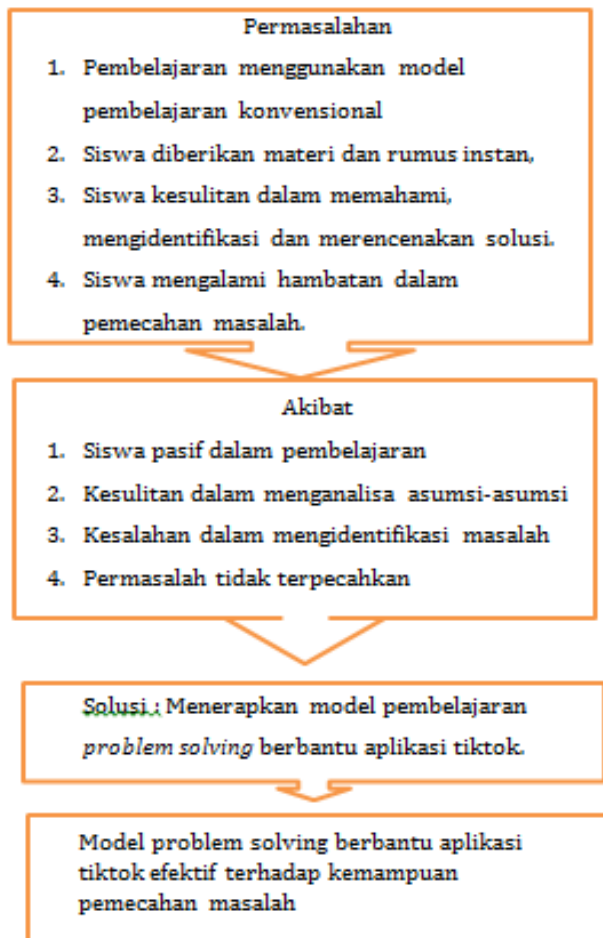 Permasalahan
1. Pembelajaran menggunakan model
pembelajaran konvensional
2. Siswa diberikan materi dan rumus instan,
3. Siswa kesulitan dalam memahami,
mengidentifikasi dan merencenakan solusi.
4. Siswa mengalami hambatan dalam
pemecahan masalah.
Akibat
1. Siswa pasif dalam pembelajaran
2. Kesulitan dalam menganalisa asumsi-asumsi
3. Kesalahan dalam mengidentifikasi masalah
4. Permasalah tidak terpecahkan
Solusi : Menerapkan model pembelajaran
problem solving berbantu aplikasi tiktok.
Model problem solving berbantu aplikasi
tiktok efektif terhadap kemampuan
pemecahan masalah